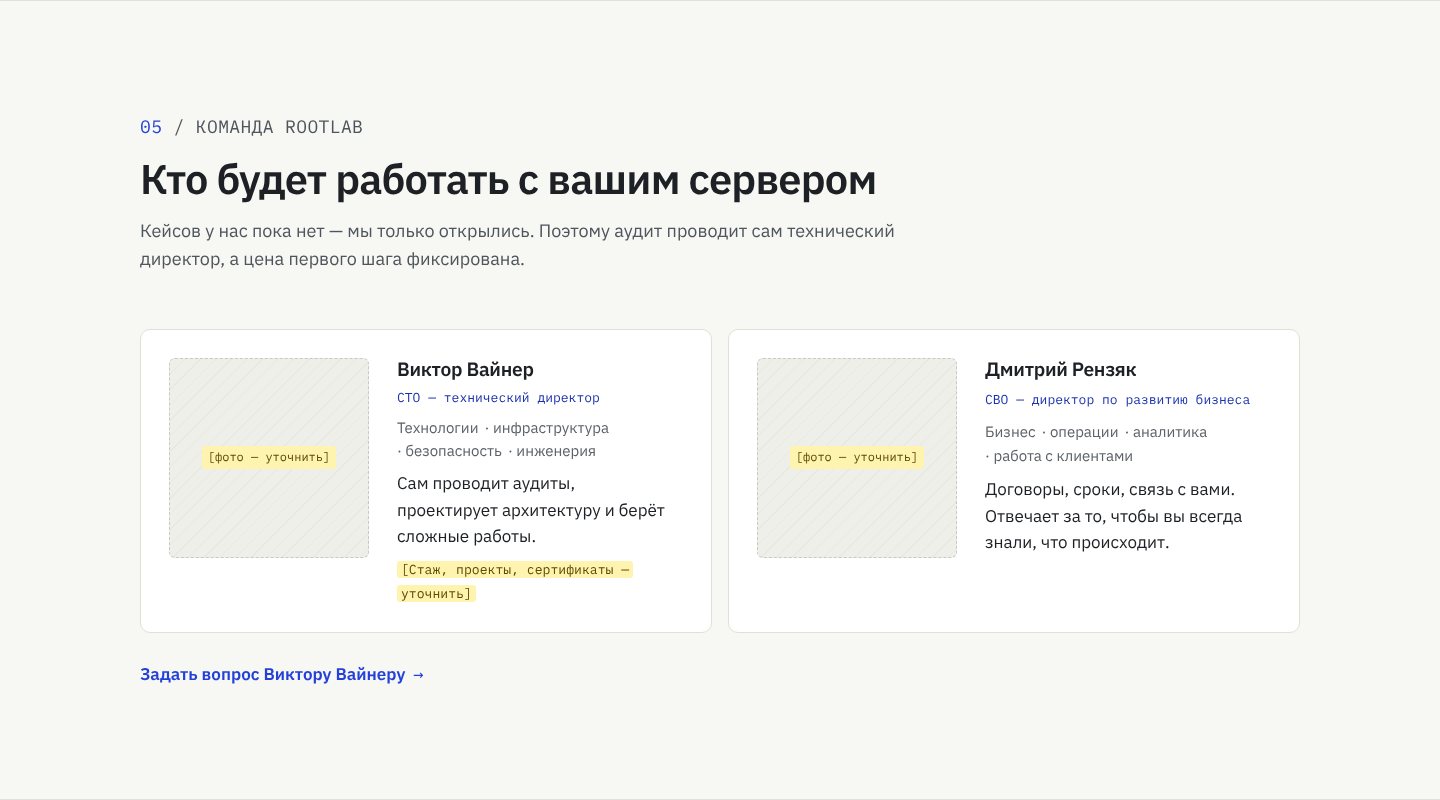 05 / КОМАНДА ROOTLAB
Кто будет работать с вашим сервером
Кейсов у нас пока нет — мы только открылись. Поэтому аудит проводит сам технический
директор, а цена первого шага фиксирована.
[фото — уточнить]
Виктор Вайнер
СТО — технический директор
Технологии · инфраструктура
· безопасность · инженерия
Сам проводит аудиты,
проектирует архитектуру и берёт
сложные работы.
[Стаж, проекты, сертификаты —
уточнить]
[фото — уточнить]
Дмитрий Рензяк
CBO — директор по развитию бизнеса
Бизнес · операции · аналитика
· работа с клиентами
Договоры, сроки, связь с вами.
Отвечает за то, чтобы вы всегда
знали, что происходит.
Задать вопрос Виктору Вайнеру →